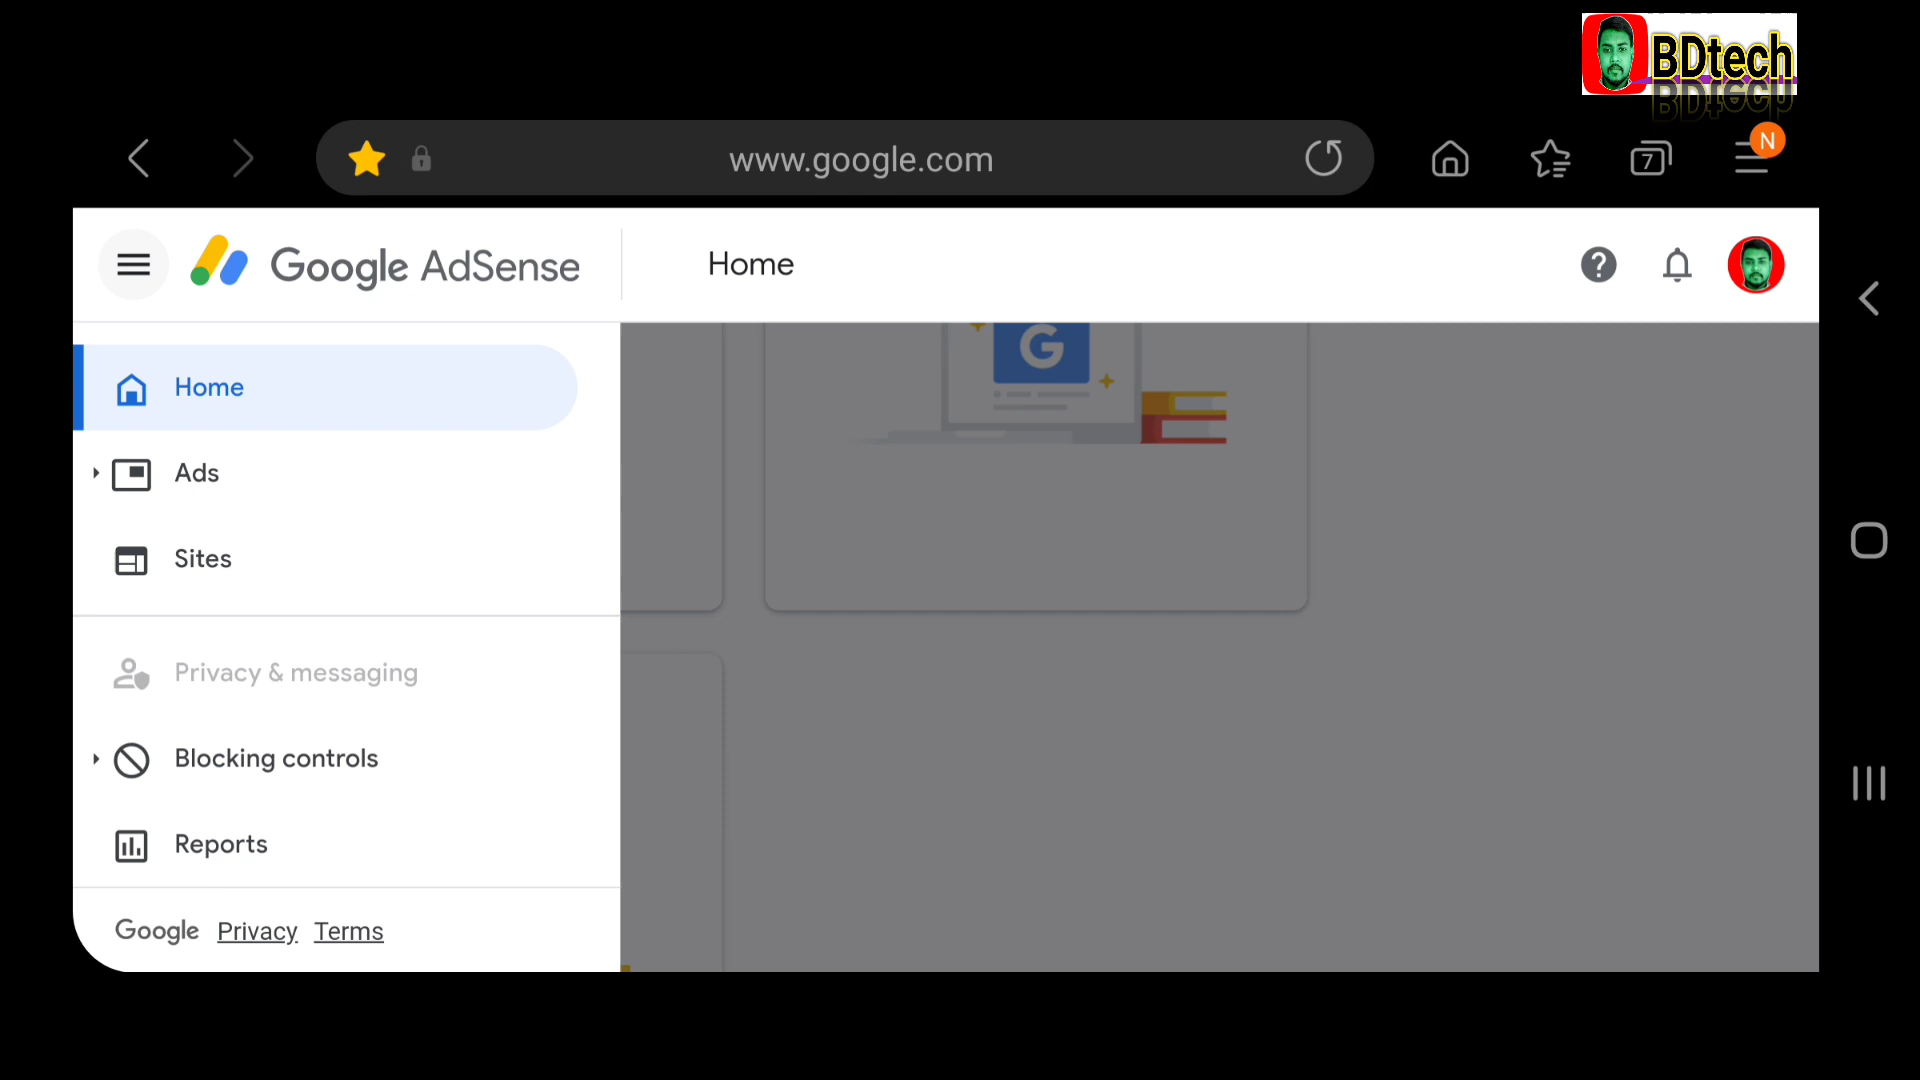 BDtech
www.google.com
7
N
Google AdSense
Home
Home
Ads
Sites
Privacy & messaging
Blocking controls
Reports
Google Privacy Terms